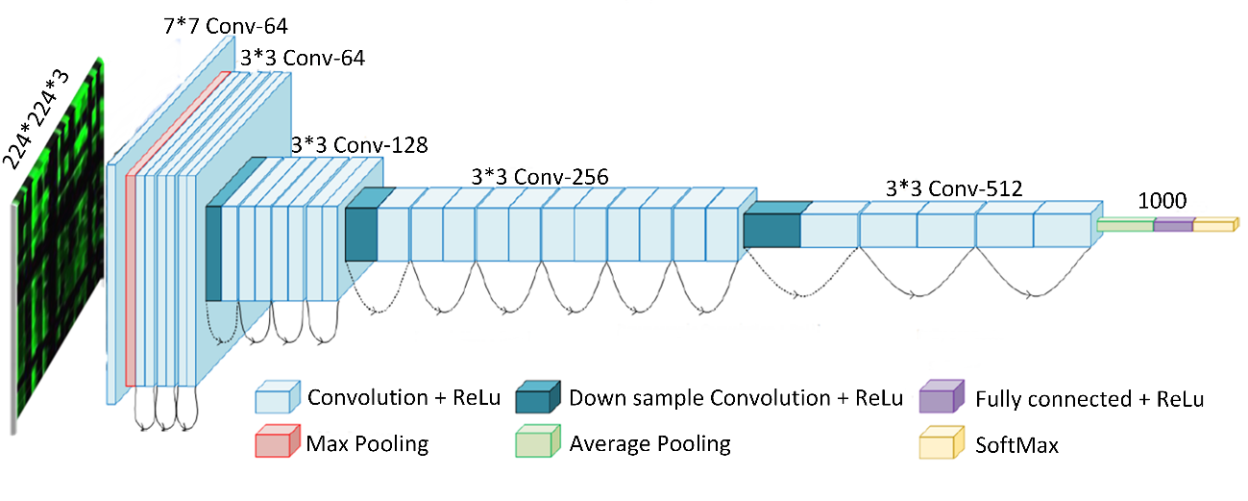 7*7 Conv-64
3*3 Conv-64
224*224*3
3*3 Conv-128
3*3 Conv-256
3*3 Conv-512
1000
Convolution + ReLu
Down sample Convolution + ReLu
Fully connected + ReLu
Max Pooling
Average Pooling
SoftMax